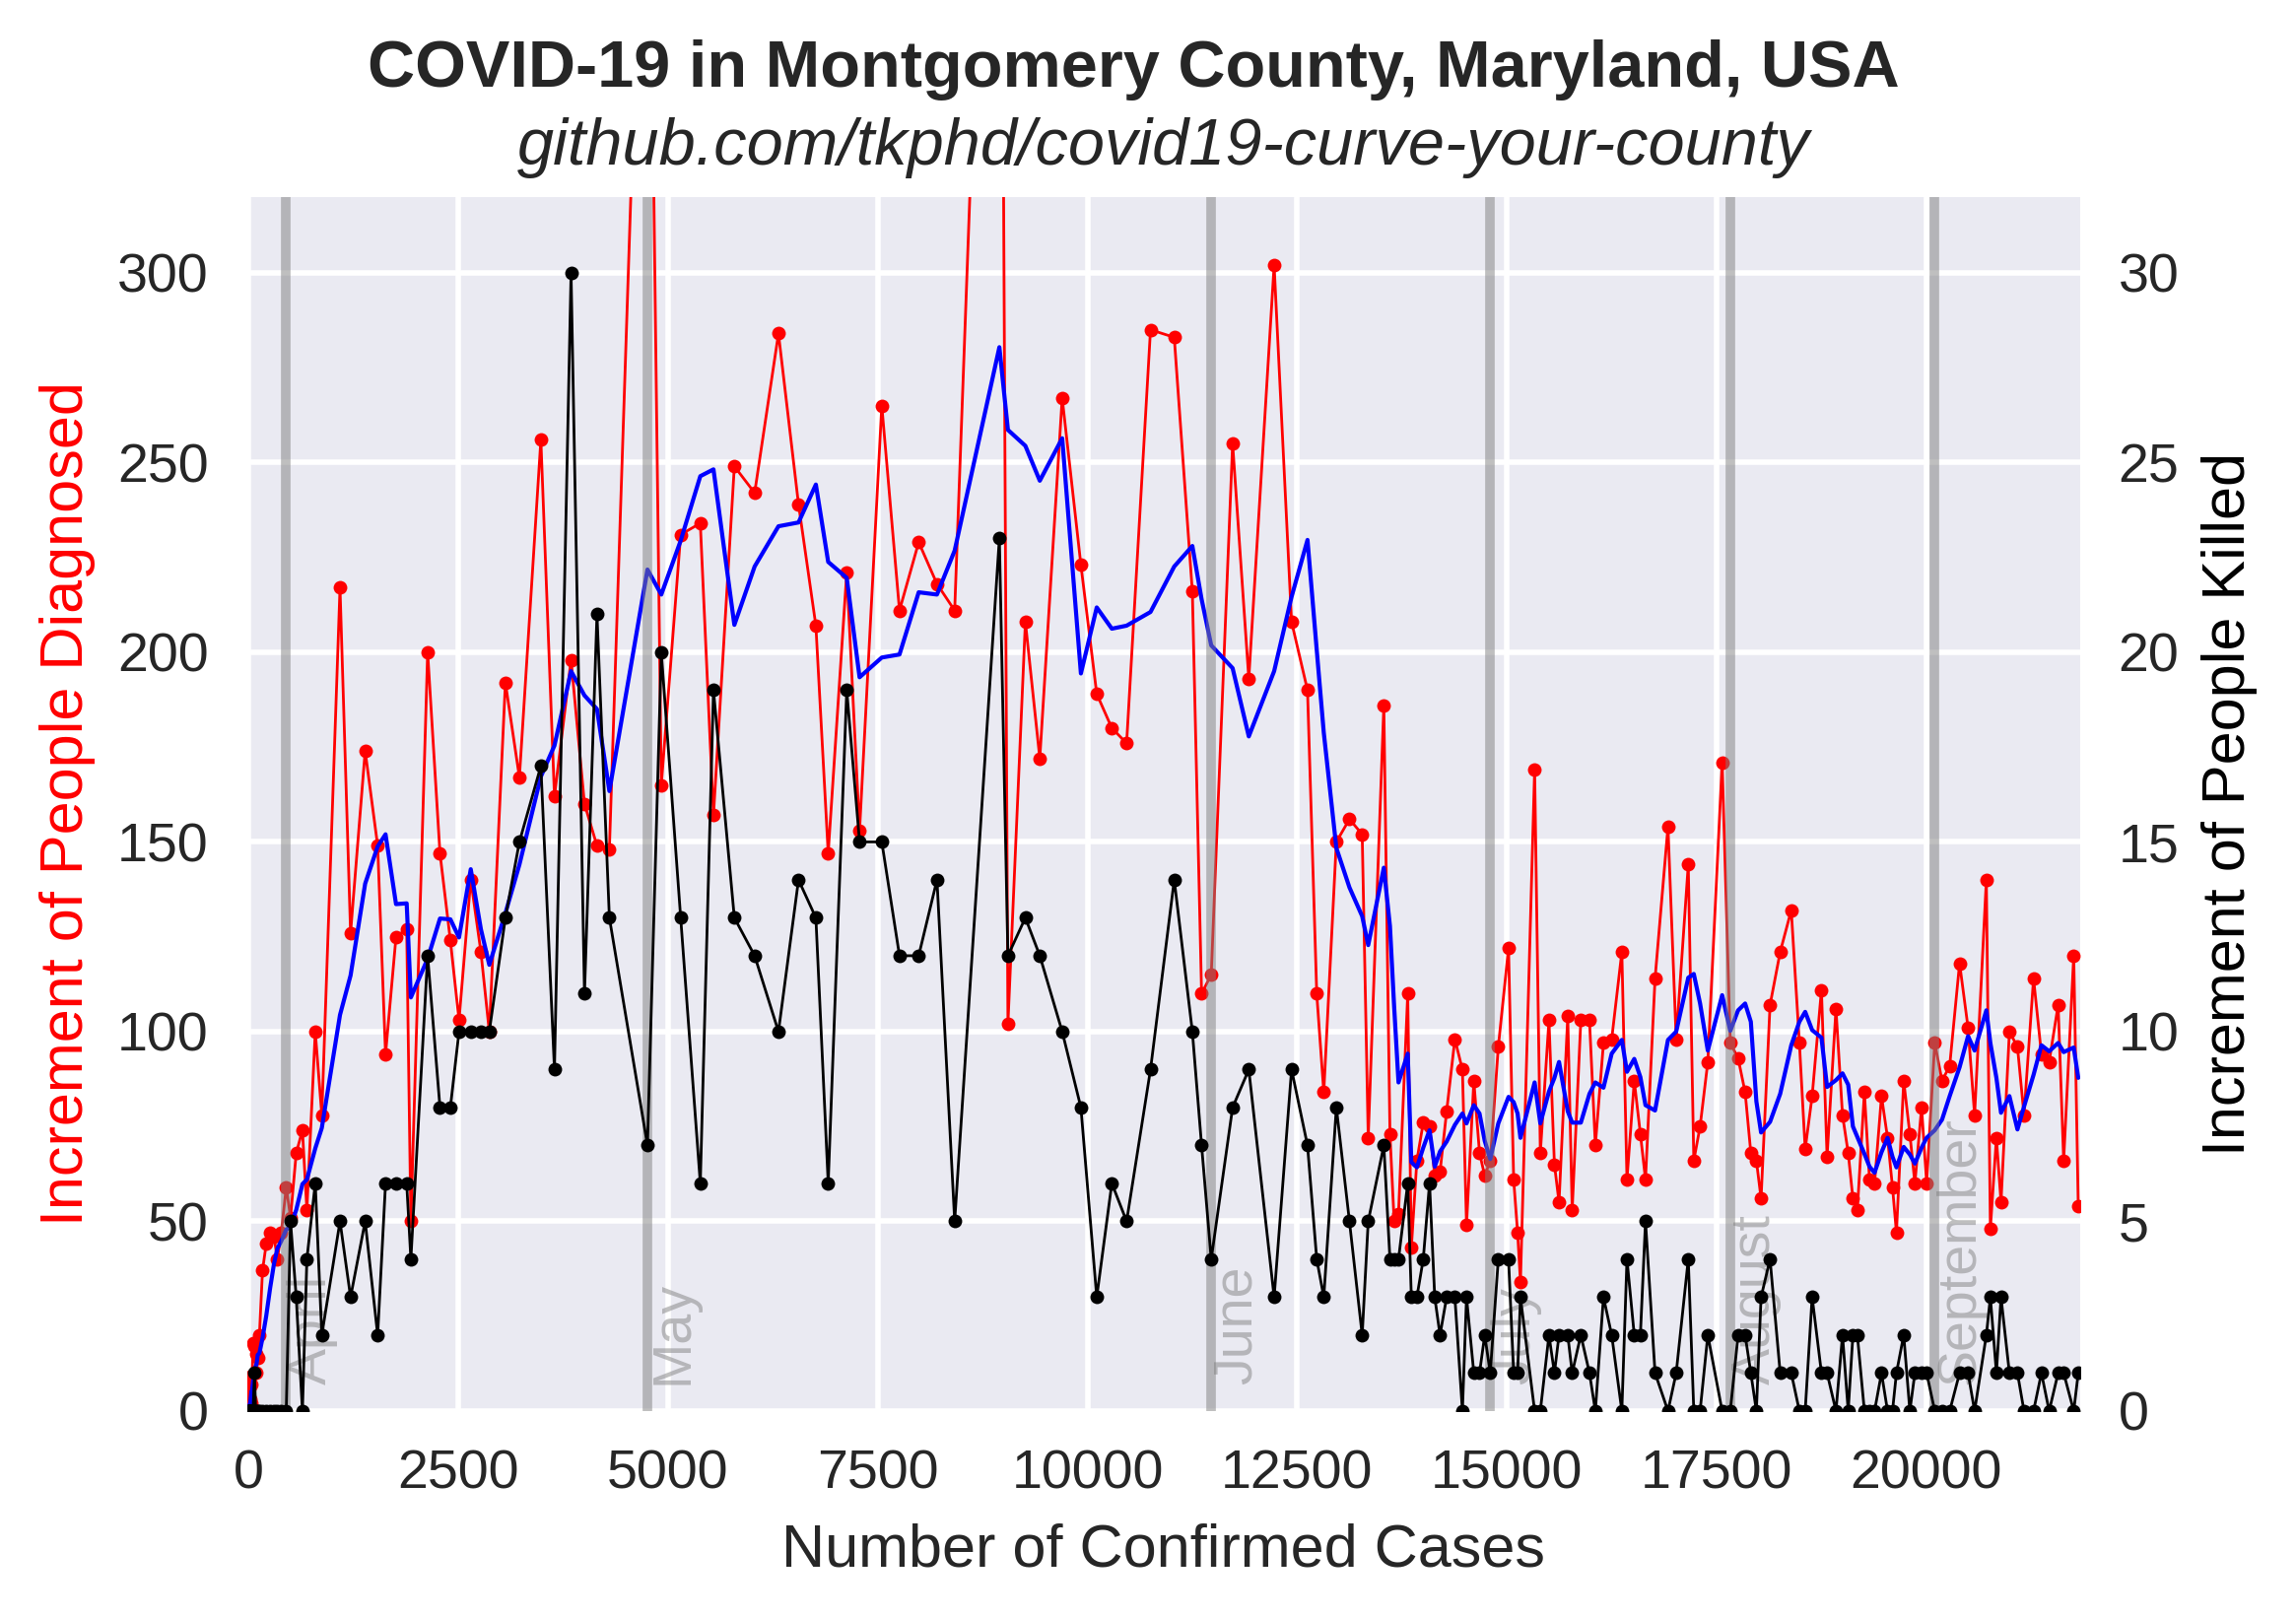 COVID-19 in Montgomery County, Maryland, USA
github.com/tkphd/covid19-curve-your-county
Increment of People Diagnosed
300
250
200
150
100
50
0
30
25
20
15
10
5
0
Increment of People Killed
April
May
June
July
August
September
0 2500 5000 7500 10000 12500 15000 17500 20000
Number of Confirmed Cases